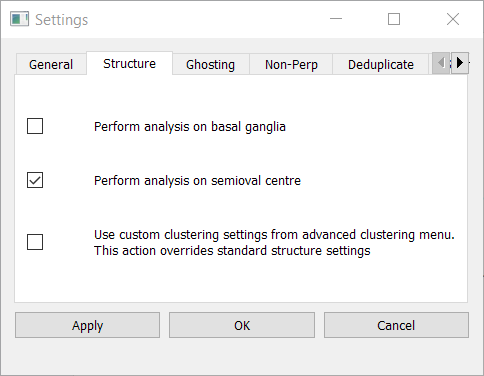 Settings
General Structure Ghosting Non-Perp Deduplicate
Perform analysis on basal ganglia
Perform analysis on semioval centre
Use custom clustering settings from advanced clustering menu.
This action overrides standard structure settings
Apply OK Cancel